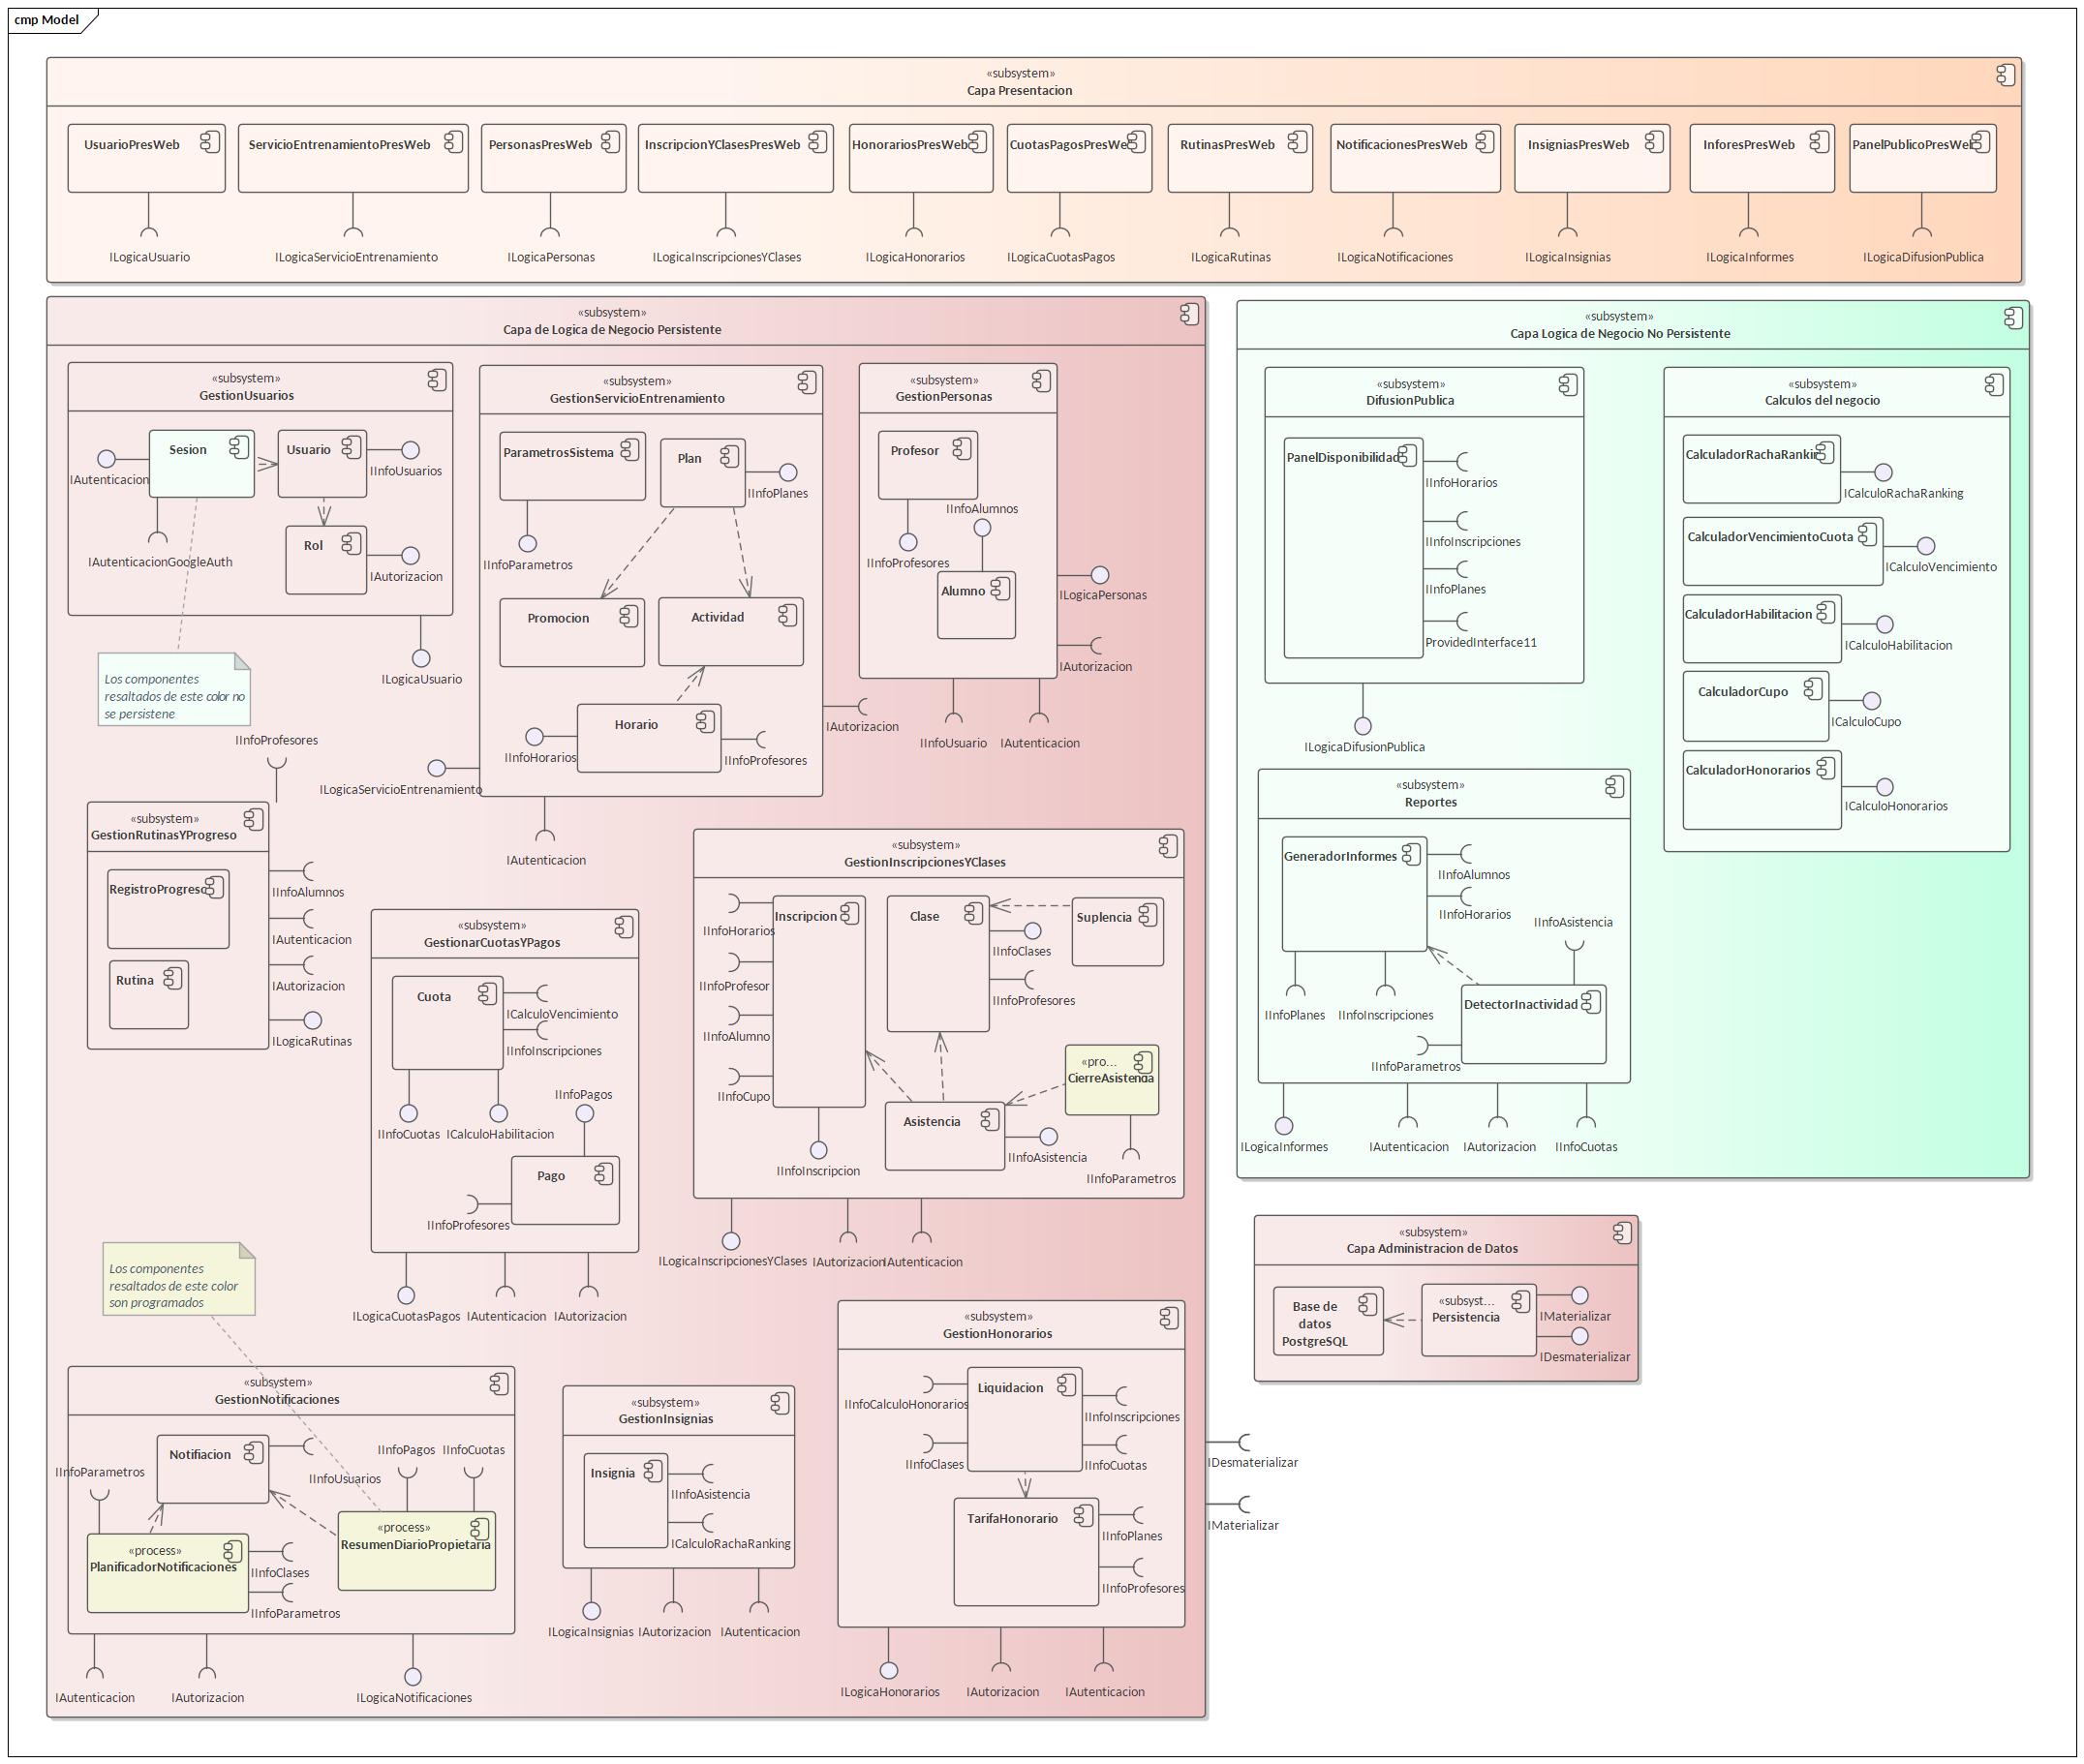 cmp Model
«subsystem»
Capa Presentacion
UsuarioPresWeb
ServicioEntrenamientoPresWeb
PersonasPresWeb
InscripcionYClasesPresWeb
HonorariosPresWeb
CuotasPagosPresWe
RutinasPresWeb
NotificacionesPresWeb
InsigniasPresWeb
InforesPresWeb
PanelPublicoPresWeb
ILogicaUsuario
ILogicaServicioEntrenamiento
ILogicaPersonas
ILogicaInscripcionesYClases
ILogicaHonorarios
ILogicaCuotasPagos
ILogicaRutinas
ILogicaNotificaciones
ILogicaInsignias
ILogicaInformes
ILogicaDifusionPublica
«subsystem»
Capa de Logica de Negocio Persistente
«subsystem»
GestionUsuarios
Sesion
Usuario
IInfoUsuarios
IAutenticacion
Rol
IAutenticacionGoogleAuth
IAutorizacion
ILogicaUsuario
Los componentes
resaltados de este color no
se persistene
«subsystem»
GestionServicioEntrenamiento
ParametrosSistema
Plan
IInfoPlanes
IInfoParametros
Promocion
Actividad
Horario
IInfoHorarios
IInfoProfesores
IAutorizacion
ILogicaServicioEntrenamiento
IAutenticacion
«subsystem»
GestionPersonas
Profesor
IInfoAlumnos
IInfoProfesores
Alumno
ILogicaPersonas
IAutorizacion
IInfoUsuario
IAutenticacion
IInfoProfesores
«subsystem»
GestionRutinasYProgreso
RegistroProgreso
Rutina
IInfoAlumnos
IAutenticacion
IAutorizacion
ILogicaRutinas
«subsystem»
GestionarCuotasYPagos
Cuota
ICalculoVencimiento
IInfoInscripciones
IInfoPagos
IInfoCuotas
ICalculoHabilitacion
Pago
IInfoProfesores
ILogicaCuotasPagos
IAutenticacion
IAutorizacion
«subsystem»
GestionInscripcionesYClases
Inscripcion
Clase
Suplencia
IInfoHorarios
IInfoClases
IInfoProfesor
IInfoProfesores
IInfoAlumno
IInfoCupo
«pro...
CierreAsistencia
Asistencia
IInfoInscripcion
IInfoAsistencia
IInfoParametros
ILogicaInscripcionesYClases
IAutorizacion
IAutenticacion
Los componentes
resaltados de este color
son programados
«subsystem»
GestionNotificaciones
Notifiacion
IInfoParametros
IInfoUsuarios
IInfoPagos
IInfoCuotas
«process»
PlanificadorNotificaciones
«process»
ResumenDiarioPropietaria
IInfoClases
IInfoParametros
IAutenticacion
IAutorizacion
ILogicaNotificaciones
«subsystem»
GestionInsignias
Insignia
IInfoAsistencia
ICalculoRachaRanking
ILogicaInsignias
IAutorizacion
IAutenticacion
«subsystem»
GestionHonorarios
Liquidacion
IInfoCalculoHonorarios
IInfoInscripciones
IInfoClases
IInfoCuotas
TarifaHonorario
IInfoPlanes
IInfoProfesores
ILogicaHonorarios
IAutorizacion
IAutenticacion
IDesmaterializar
IMaterializar
«subsystem»
Capa Logica de Negocio No Persistente
«subsystem»
DifusionPublica
PanelDisponibilidad
IInfoHorarios
IInfoInscripciones
IInfoPlanes
ProvidedInterface11
ILogicaDifusionPublica
«subsystem»
Calculos del negocio
CalculadorRachaRanking
ICalculoRachaRanking
CalculadorVencimientoCuota
ICalculoVencimiento
CalculadorHabilitacion
ICalculoHabilitacion
CalculadorCupo
ICalculoCupo
CalculadorHonorarios
ICalculoHonorarios
«subsystem»
Reportes
GeneradorInformes
IInfoAlumnos
IInfoHorarios
IInfoAsistencia
IInfoPlanes
IInfoInscripciones
DetectorInactividad
IInfoParametros
ILogicaInformes
IAutenticacion
IAutorizacion
IInfoCuotas
«subsystem»
Capa Administracion de Datos
Base de
datos
PostgreSQL
«subsyst...
Persistencia
IMaterializar
IDesmaterializar